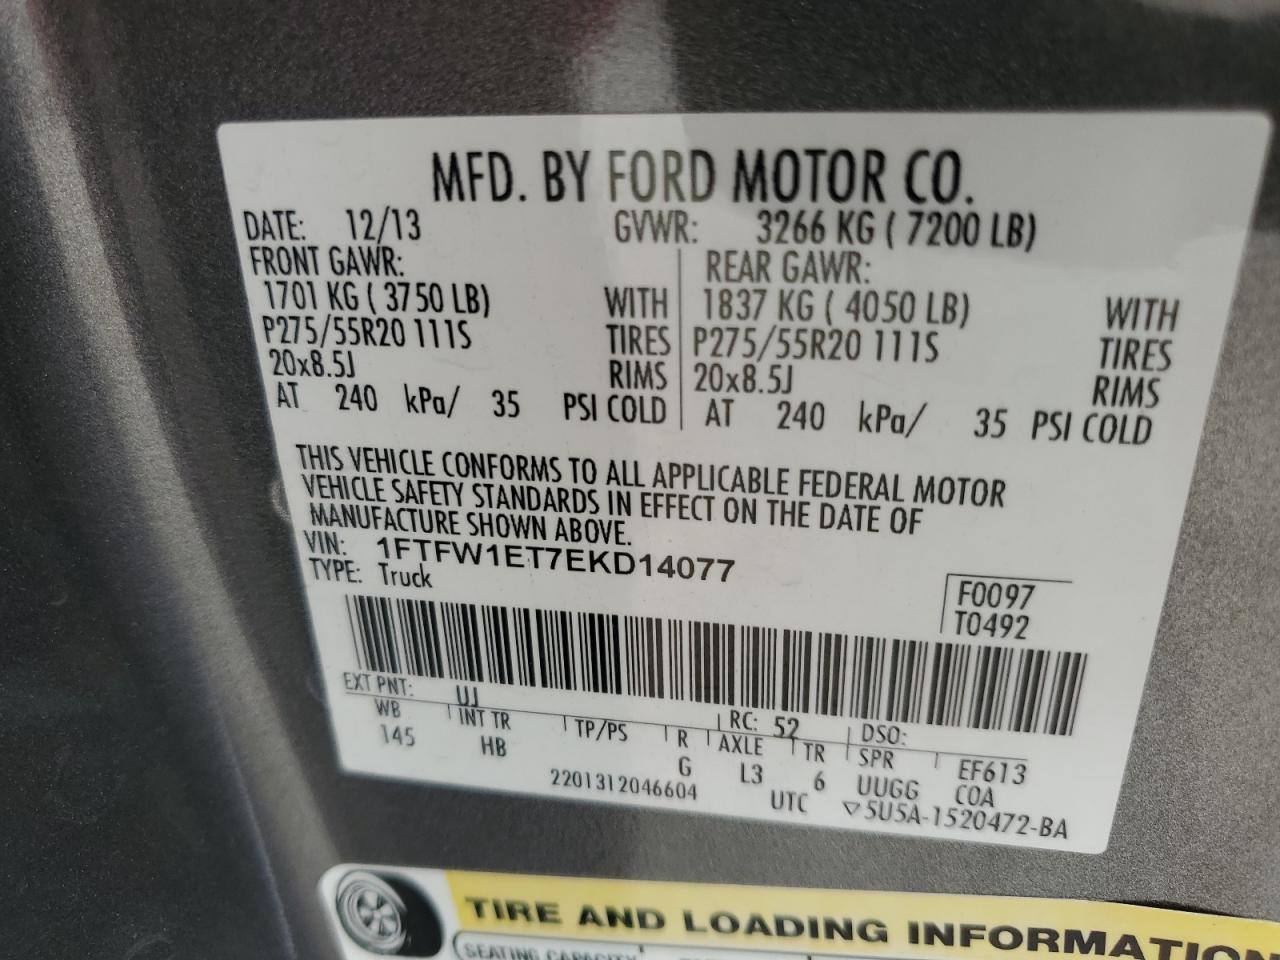 MFD. BY FORD MOTOR CO.
DATE: 12/13 GVWR: 3266 KG ( 7200 LB)
FRONT GAWR: REAR GAWR:
1701 KG ( 3750 LB) WITH 1837 KG ( 4050 LB) WITH
P275/55R20 111S TIRES P275/55R20 111S TIRES
20x8.5J RIMS 20x8.5J RIMS
AT 240 kPa/ 35 PSI COLD AT 240 kPa/ 35 PSI COLD
THIS VEHICLE CONFORMS TO ALL APPLICABLE FEDERAL MOTOR
VEHICLE SAFETY STANDARDS IN EFFECT ON THE DATE OF
MANUFACTURE SHOWN ABOVE.
VIN: 1FTFW1ET7EKD14077
TYPE: Truck
F0097
T0492
EXT PNT: UJ RC: 52 DSO:
WB INT TR TP/PS R AXLE TR SPR EF613
145 HB G L3 6 UUGG COA
2201312046604 UTC ▽5U5A-1520472-BA
TIRE AND LOADING INFORMATION
SEATING CAPACITY